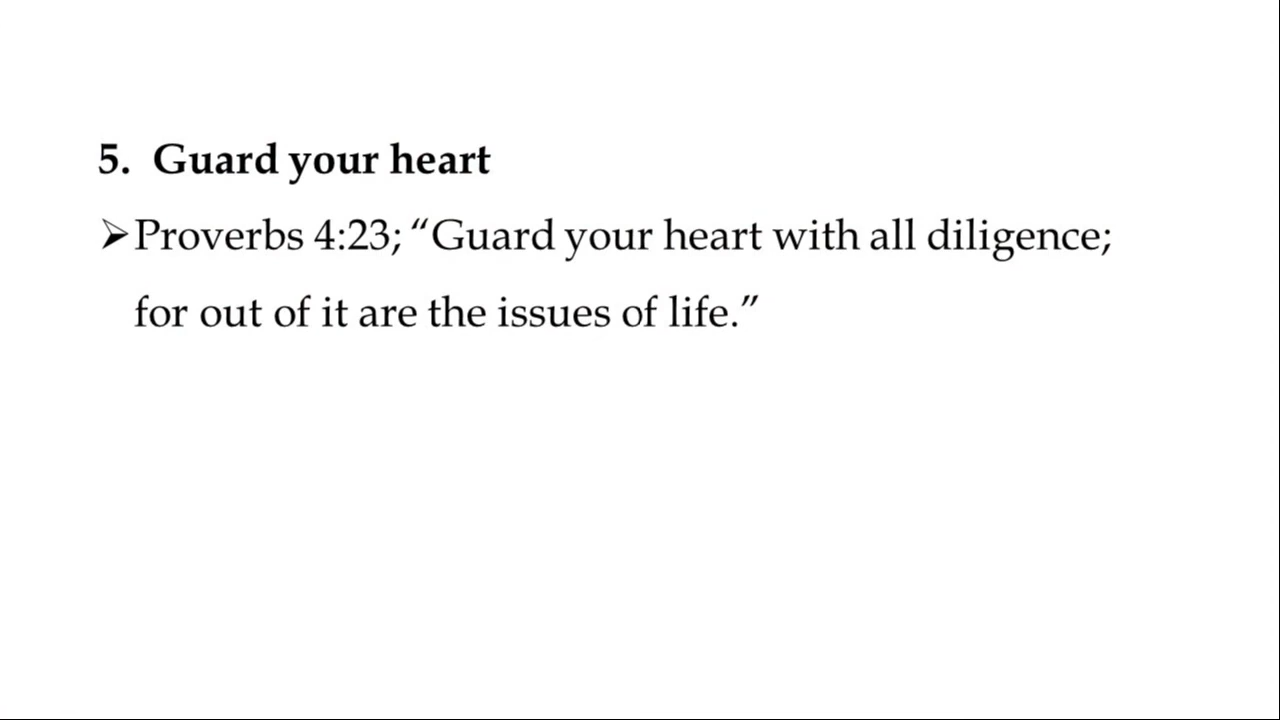 5. Guard your heart
➢Proverbs 4:23; “Guard your heart with all diligence;
for out of it are the issues of life.”